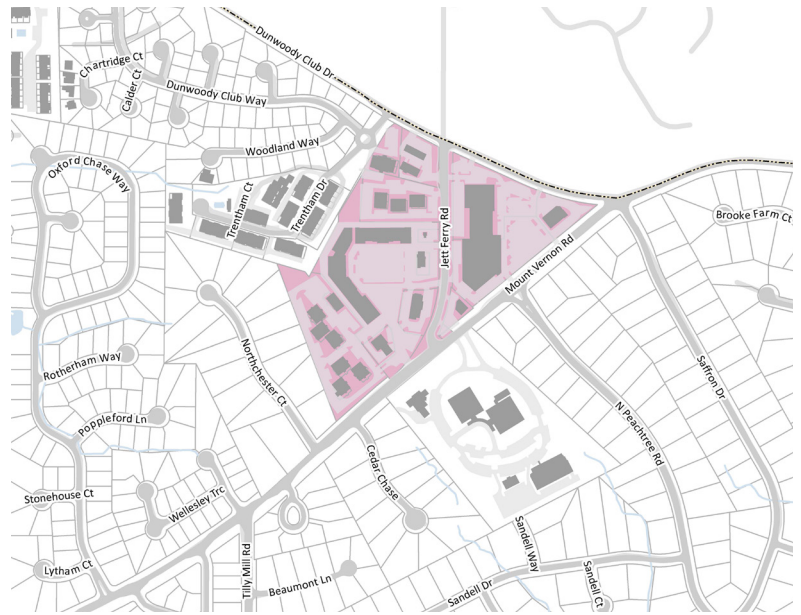 Dunwoody Club Dr
Chartridge Ct
Calder Ct
Dunwoody Club Way
Woodland Way
Oxford Chase Way
Trentham Ct
Trentham Dr
Jett Ferry Rd
Brooke Farm Ct
Mount Vernon Rd
Rotherham Way
Northchester Ct
Saffron Dr
N Peachtree Rd
Poppleford Ln
Cedar Chase
Stonehouse Ct
Wellesley Trc
Sandell Way
Lytham Ct
Tilly Mill Rd
Beaumont Ln
Sandell Dr
Sandell Ct